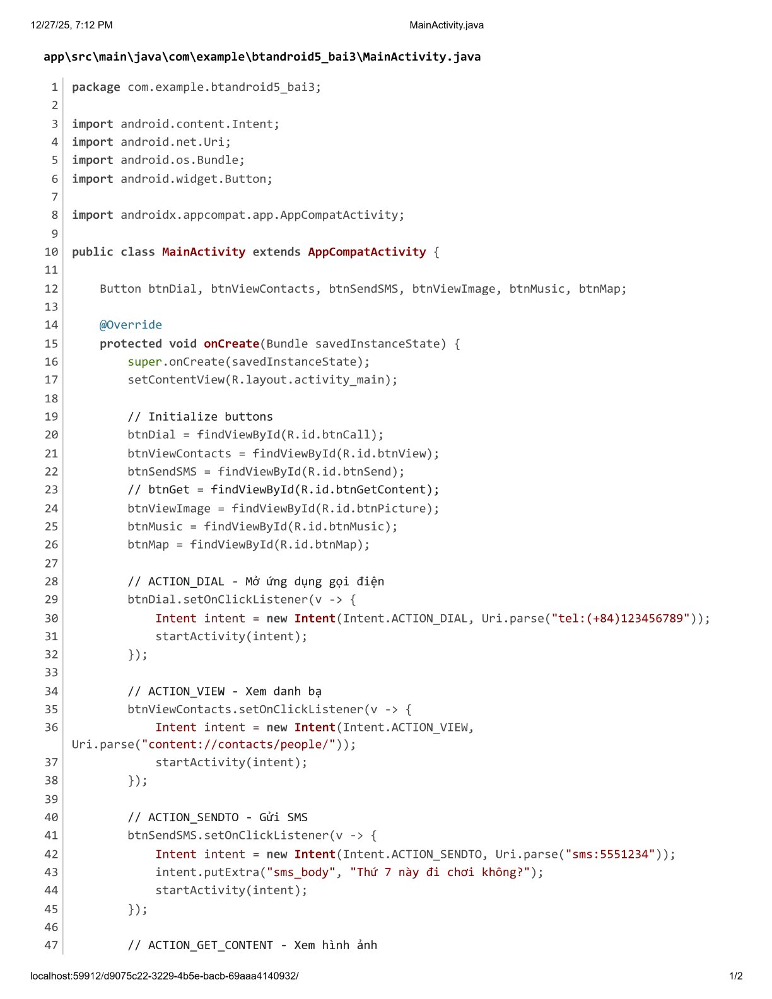 12/27/25, 7:12 PM MainActivity.java
app\src\main\java\com\example\btandroid5_bai3\MainActivity.java
1 package com.example.btandroid5_bai3;
2
3 import android.content.Intent;
4 import android.net.Uri;
5 import android.os.Bundle;
6 import android.widget.Button;
7
8 import androidx.appcompat.app.AppCompatActivity;
9
10 public class MainActivity extends AppCompatActivity {
11
12     Button btnDial, btnViewContacts, btnSendSMS, btnViewImage, btnMusic, btnMap;
13
14     @Override
15     protected void onCreate(Bundle savedInstanceState) {
16         super.onCreate(savedInstanceState);
17         setContentView(R.layout.activity_main);
18
19         // Initialize buttons
20         btnDial = findViewById(R.id.btnCall);
21         btnViewContacts = findViewById(R.id.btnView);
22         btnSendSMS = findViewById(R.id.btnSend);
23         // btnGet = findViewById(R.id.btnGetContent);
24         btnViewImage = findViewById(R.id.btnPicture);
25         btnMusic = findViewById(R.id.btnMusic);
26         btnMap = findViewById(R.id.btnMap);
27
28         // ACTION_DIAL - Mở ứng dụng gọi điện
29         btnDial.setOnClickListener(v -> {
30             Intent intent = new Intent(Intent.ACTION_DIAL, Uri.parse("tel:(+84)123456789"));
31             startActivity(intent);
32         });
33
34         // ACTION_VIEW - Xem danh bạ
35         btnViewContacts.setOnClickListener(v -> {
36             Intent intent = new Intent(Intent.ACTION_VIEW,
Uri.parse("content://contacts/people/"));
37             startActivity(intent);
38         });
39
40         // ACTION_SENDTO - Gửi SMS
41         btnSendSMS.setOnClickListener(v -> {
42             Intent intent = new Intent(Intent.ACTION_SENDTO, Uri.parse("sms:5551234"));
43             intent.putExtra("sms_body", "Thứ 7 này đi chơi không?");
44             startActivity(intent);
45         });
46
47         // ACTION_GET_CONTENT - Xem hình ảnh
localhost:59912/d9075c22-3229-4b5e-bacb-69aaa4140932/ 1/2